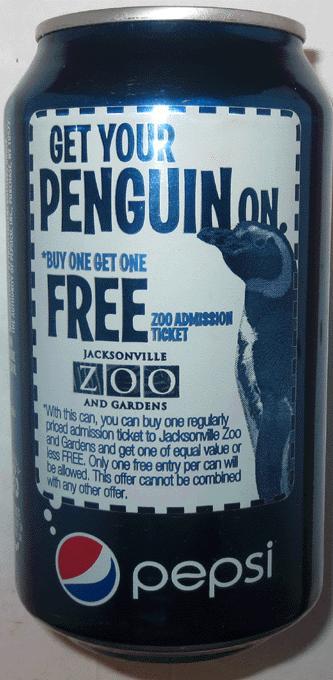 GET YOUR
PENGUIN ON.
*BUY ONE GET ONE
FREE ZOO ADMISSION
TICKET
JACKSONVILLE
ZOO
AND GARDENS
*With this can, you can buy one regularly
priced admission ticket to Jacksonville Zoo
and Gardens and get one of equal value or
less FREE. Only one free entry per can will
be allowed. This offer cannot be combined
with any other offer.
pepsi